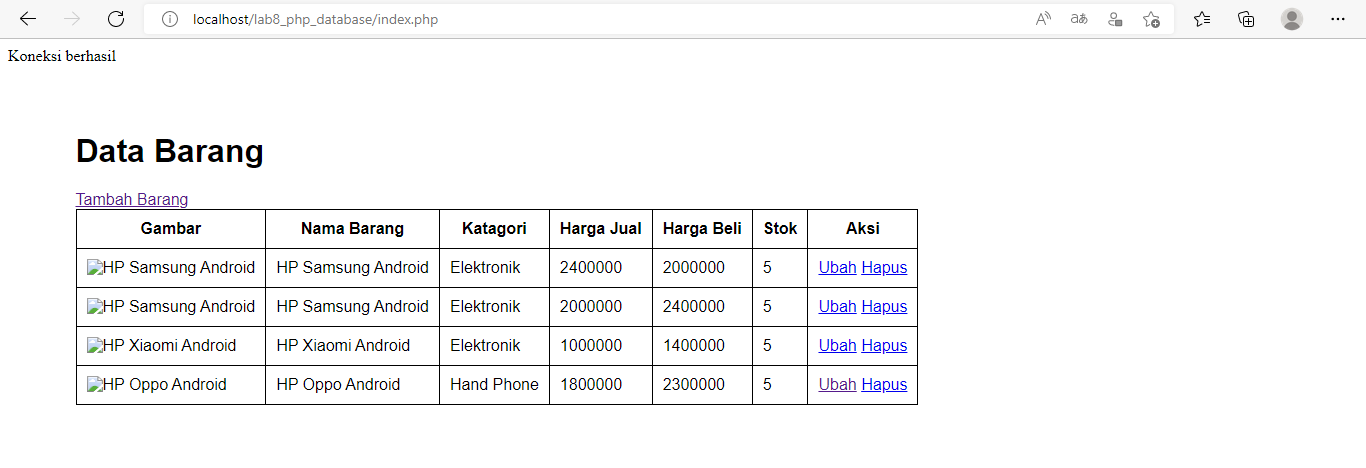 localhost/lab8_php_database/index.php
Koneksi berhasil
Data Barang
Tambah Barang
Gambar Nama Barang Katagori Harga Jual Harga Beli Stok Aksi
HP Samsung Android HP Samsung Android Elektronik 2400000 2000000 5 Ubah Hapus
HP Samsung Android HP Samsung Android Elektronik 2000000 2400000 5 Ubah Hapus
HP Xiaomi Android HP Xiaomi Android Elektronik 1000000 1400000 5 Ubah Hapus
HP Oppo Android HP Oppo Android Hand Phone 1800000 2300000 5 Ubah Hapus